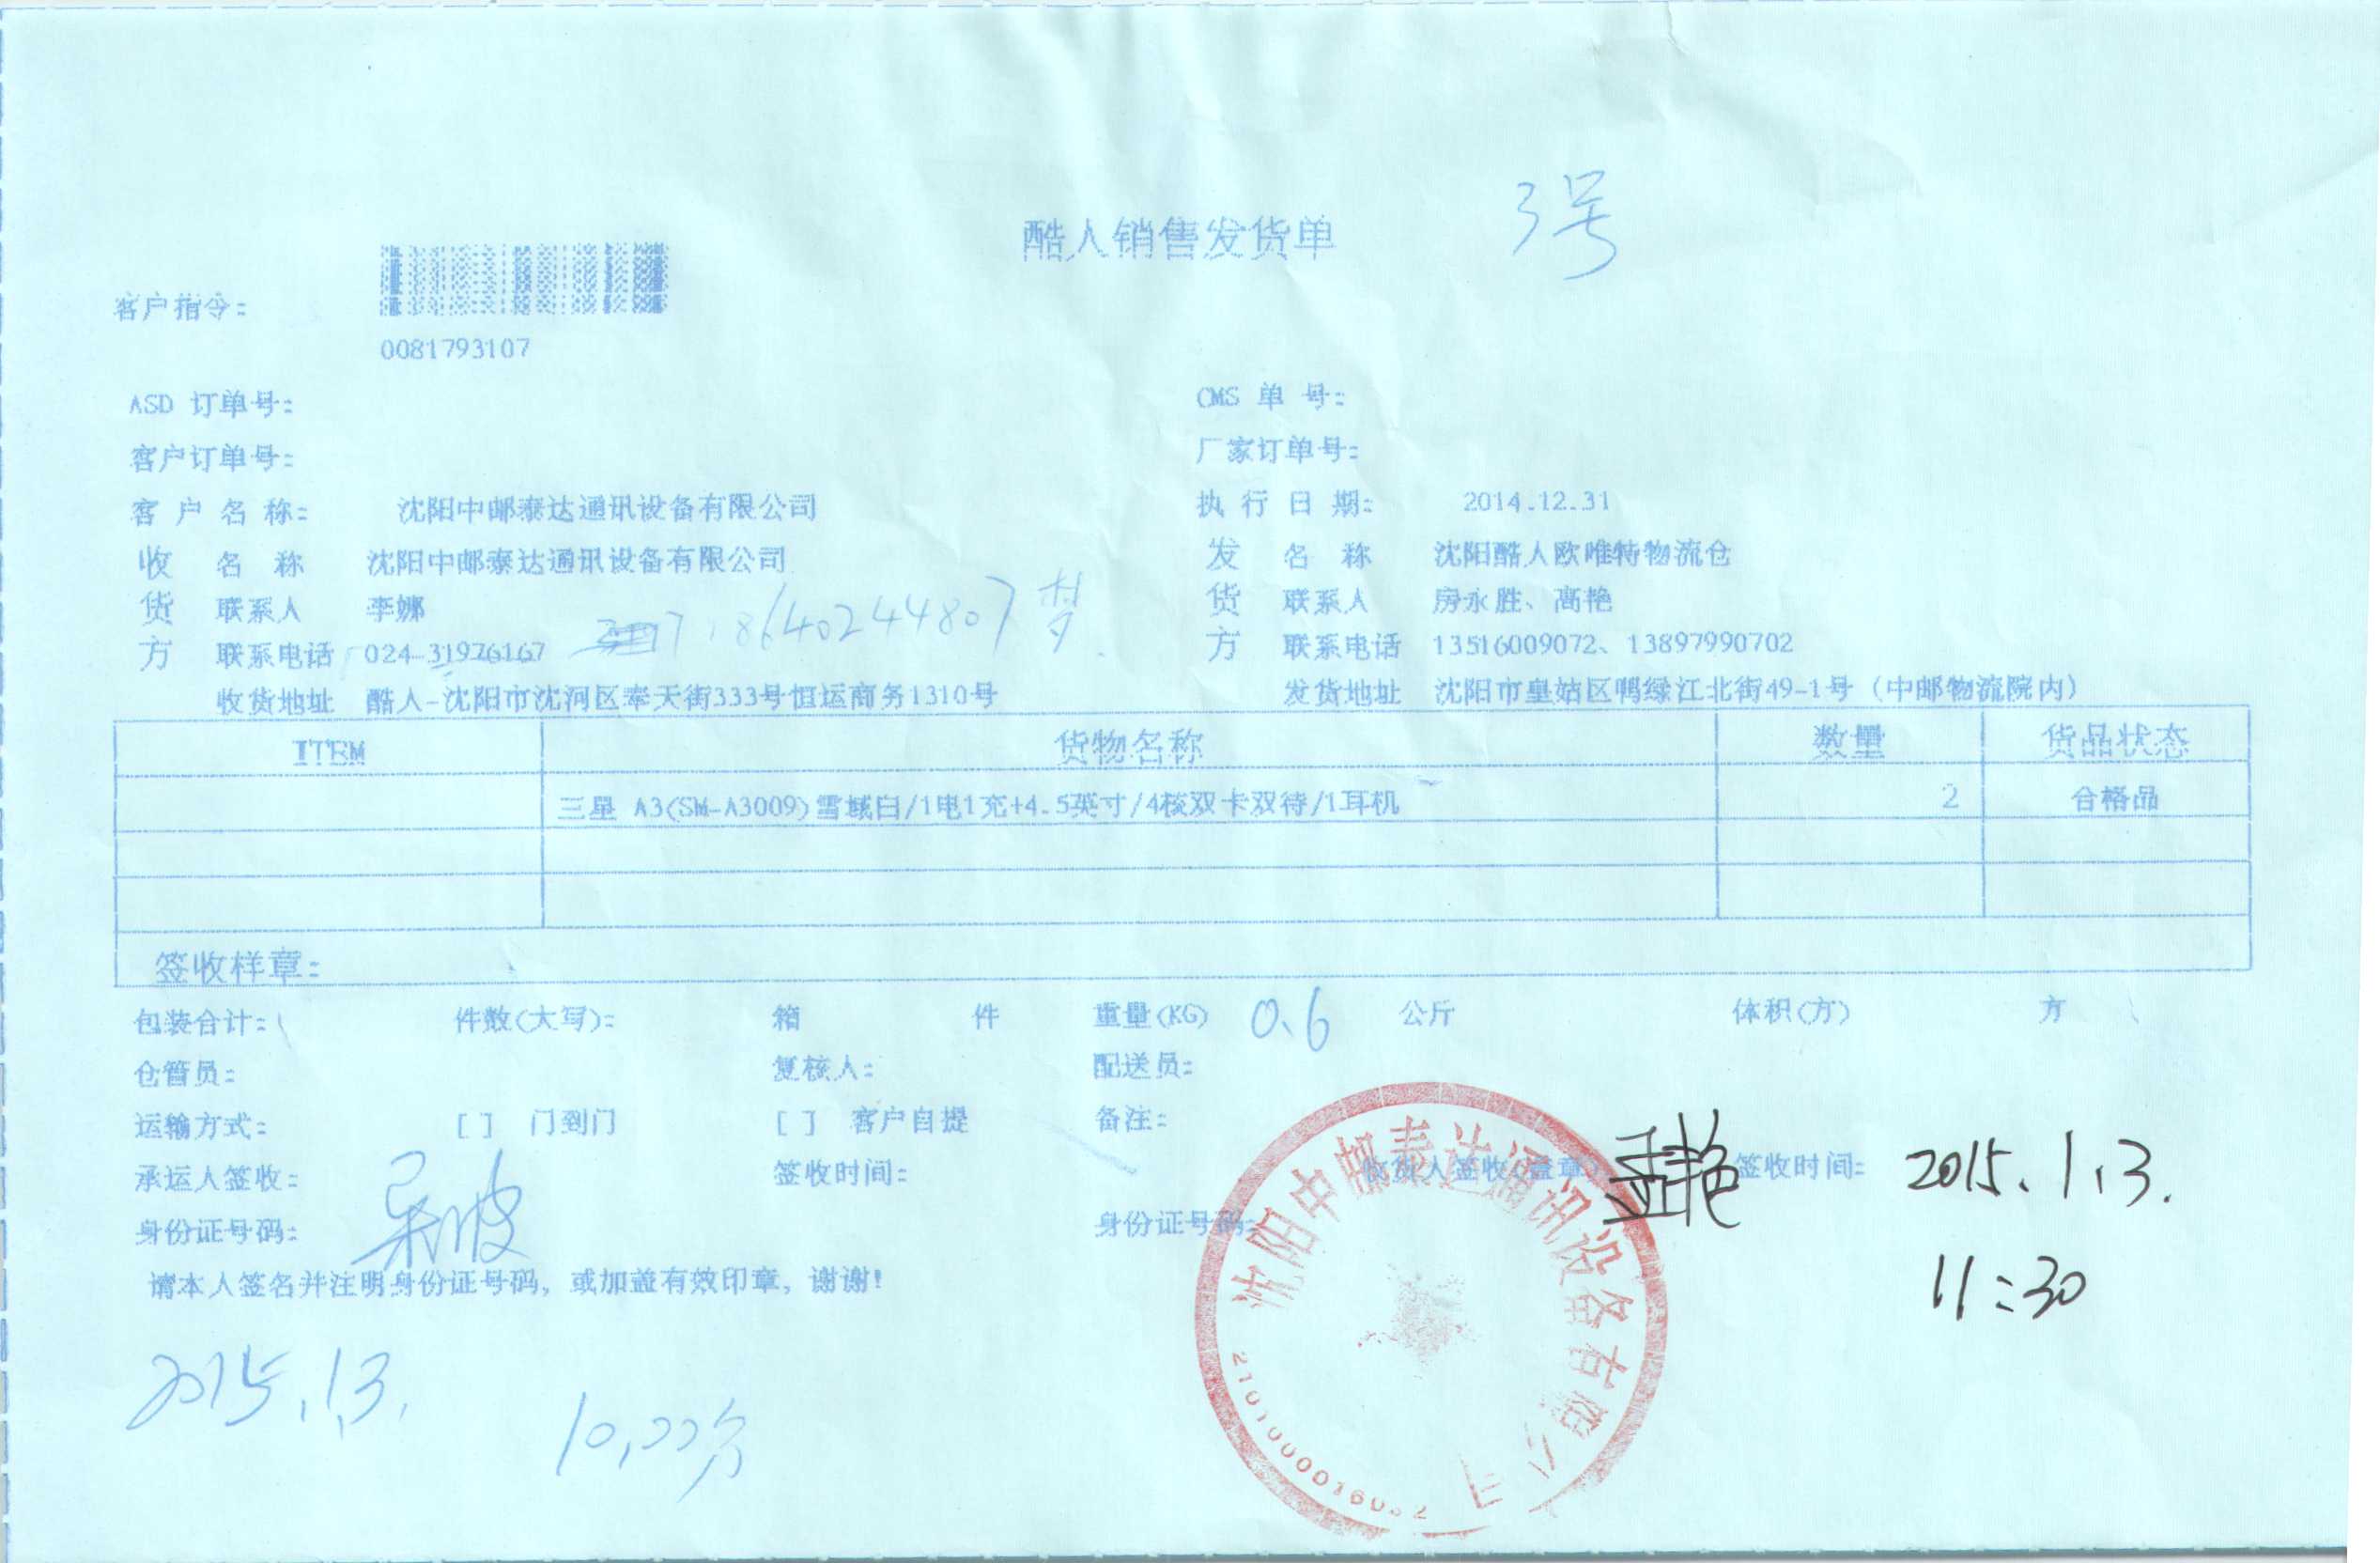 酷人销售发货单
3号
客户指令:
0081793107
ASD 订单号: CMS 单 号:
客户订单号: 厂家订单号:
客 户 名 称: 沈阳中邮泰达通讯设备有限公司 执 行 日 期: 2014.12.31
收 名 称 沈阳中邮泰达通讯设备有限公司 发 名 称 沈阳酷人欧唯特物流仓
货 联系人 李娜 货 联系人 房永胜、高艳
方 联系电话 024-31976167 18640244807 方 联系电话 13516009072、13897990702
收货地址 酷人-沈阳市沈河区奉天街333号恒运商务1310号 发货地址 沈阳市皇姑区鸭绿江北街49-1号 (中邮物流院内)
ITEM 货物名称 数量 货品状态
三星 A3(SM-A3009)雪域白/1电1充+4.5英寸/4核双卡双待/1耳机 2 合格品
签收样章:
包装合计: 件数(大写): 箱 件 重量(KG) 0.6 公斤 体积(方) 方
仓管员: 复核人: 配送员:
运输方式: [ ] 门到门 [ ] 客户自提 备注:
承运人签收: 签收时间: 收货人签收(盖章) 签收时间: 2015.1.3.
身份证号码: 身份证号码: 11:30
请本人签名并注明身份证号码, 或加盖有效印章, 谢谢!
2015.1.3.
沈阳中邮泰达通讯设备有限公司